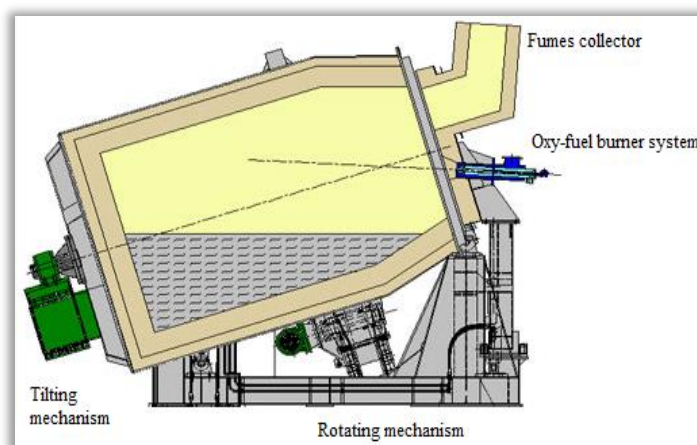 Fumes collector
Oxy-fuel burner system
Tilting
mechanism
Rotating mechanism